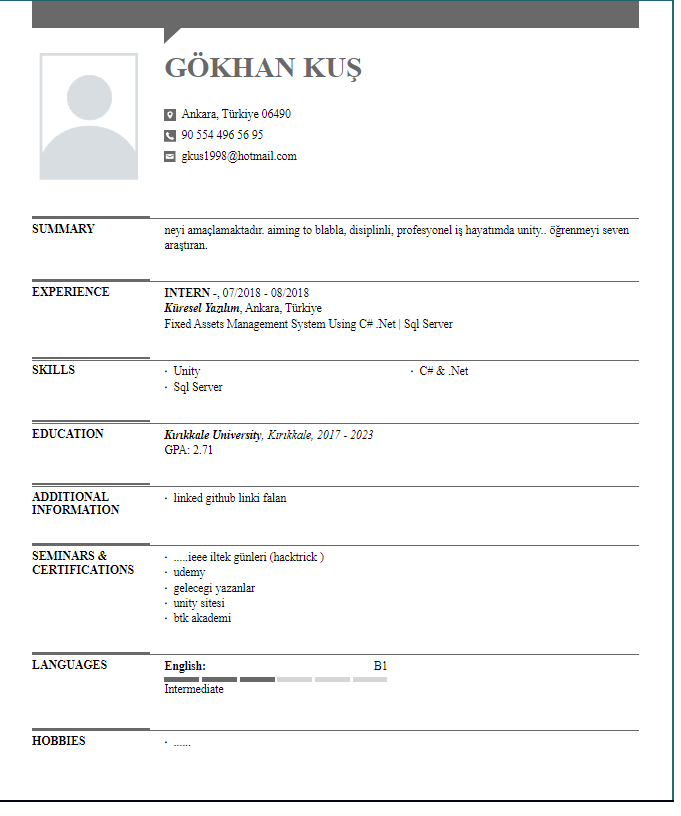 GÖKHAN KUŞ
Ankara, Türkiye 06490
90 554 496 56 95
gkus1998@hotmail.com
SUMMARY
neyi amaçlamaktadır. aiming to blabla, disiplinli, profesyonel iş hayatımda unity.. öğrenmeyi seven
araştıran.
EXPERIENCE
INTERN -, 07/2018 - 08/2018
Küresel Yazılım, Ankara, Türkiye
Fixed Assets Management System Using C# .Net | Sql Server
SKILLS
· Unity
· Sql Server
· C# & .Net
EDUCATION
Kırıkkale University, Kırıkkale, 2017 - 2023
GPA: 2.71
ADDITIONAL
INFORMATION
· linked github linki falan
SEMINARS &
CERTIFICATIONS
· .....ieee iltek günleri (hacktrick )
· udemy
· gelecegi yazanlar
· unity sitesi
· btk akademi
LANGUAGES
English: B1
Intermediate
HOBBIES
· ......